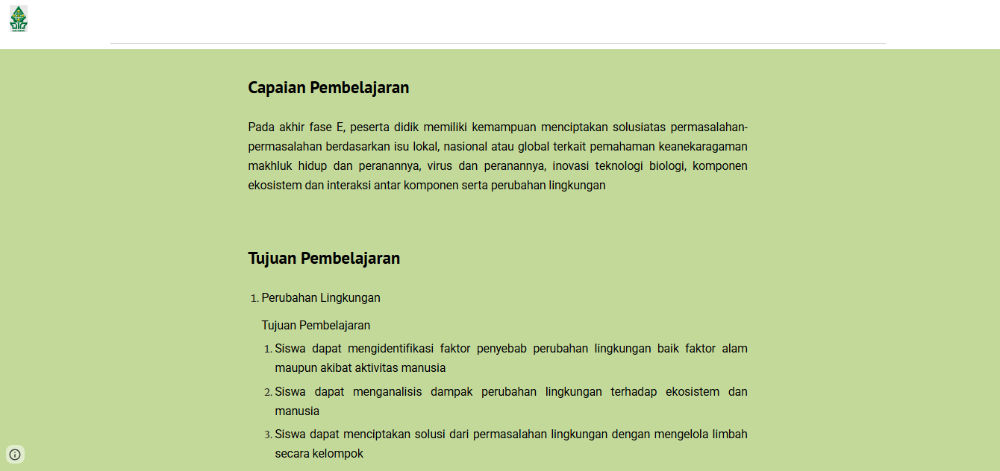 Capaian Pembelajaran
Pada akhir fase E, peserta didik memiliki kemampuan menciptakan solusiatas permasalahan-
permasalahan berdasarkan isu lokal, nasional atau global terkait pemahaman keanekaragaman
makhluk hidup dan peranannya, virus dan peranannya, inovasi teknologi biologi, komponen
ekosistem dan interaksi antar komponen serta perubahan lingkungan
Tujuan Pembelajaran
1. Perubahan Lingkungan
Tujuan Pembelajaran
1. Siswa dapat mengidentifikasi faktor penyebab perubahan lingkungan baik faktor alam
maupun akibat aktivitas manusia
2. Siswa dapat menganalisis dampak perubahan lingkungan terhadap ekosistem dan
manusia
3. Siswa dapat menciptakan solusi dari permasalahan lingkungan dengan mengelola limbah
secara kelompok